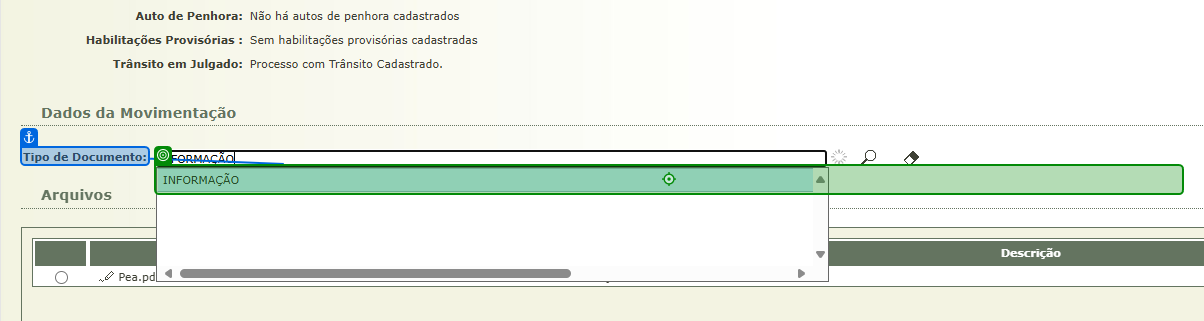 Auto de Penhora: Não há autos de penhora cadastrados
Habilitações Provisórias : Sem habilitações provisórias cadastradas
Trânsito em Julgado: Processo com Trânsito Cadastrado.
Dados da Movimentação
Tipo de Documento: FORMAÇÃO
INFORMAÇÃO
Arquivos
Descrição
Pea.pd